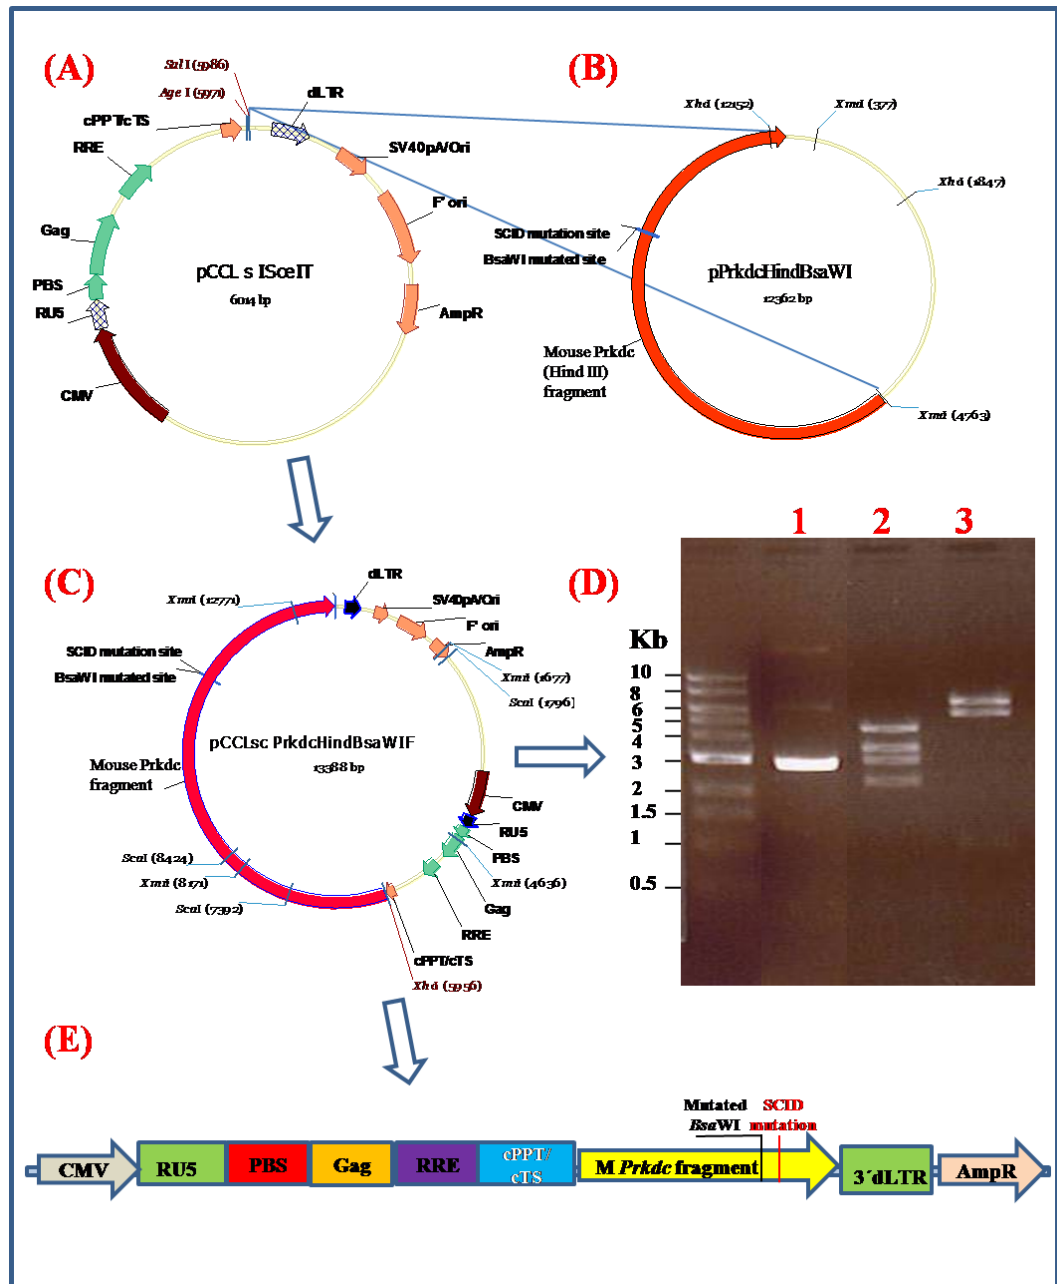 (A)
Sal I (5986)
Age I (5971)
dLTR
cPPT/cTS
RRE
SV40pA/Ori
Gag
F' ori
pCCL s ISceIT
6014 bp
PBS
RU5
AmpR
CMV
(B)
XhoI (12152)
XmnI (377)
XhoI (1847)
SCID mutation site
BsaWI mutated site
pPrkdcHindBsaWI
12362 bp
Mouse Prkdc
(Hind III)
fragment
XmnI (4763)
(C)
dLTR
XmnI (12771)
SV40pA/Ori
F' ori
AmpR
SCID mutation site
XmnI (1677)
BsaWI mutated site
ScaI (1796)
pCCLsc PrkdcHindBsaWIF
13388 bp
Mouse Prkdc
fragment
CMV
RU5
PBS
ScaI (8424)
XmnI (4636)
XmnI (8171)
Gag
ScaI (7392)
RRE
cPPT/cTS
XhoI (5956)
(D)
1 2 3
Kb
10
8
6
5
4
3
2
1.5
1
0.5
(E)
Mutated BsaWI
SCID mutation
CMV
RU5
PBS
Gag
RRE
cPPT/
cTS
M Prkdc fragment
3´dLTR
AmpR